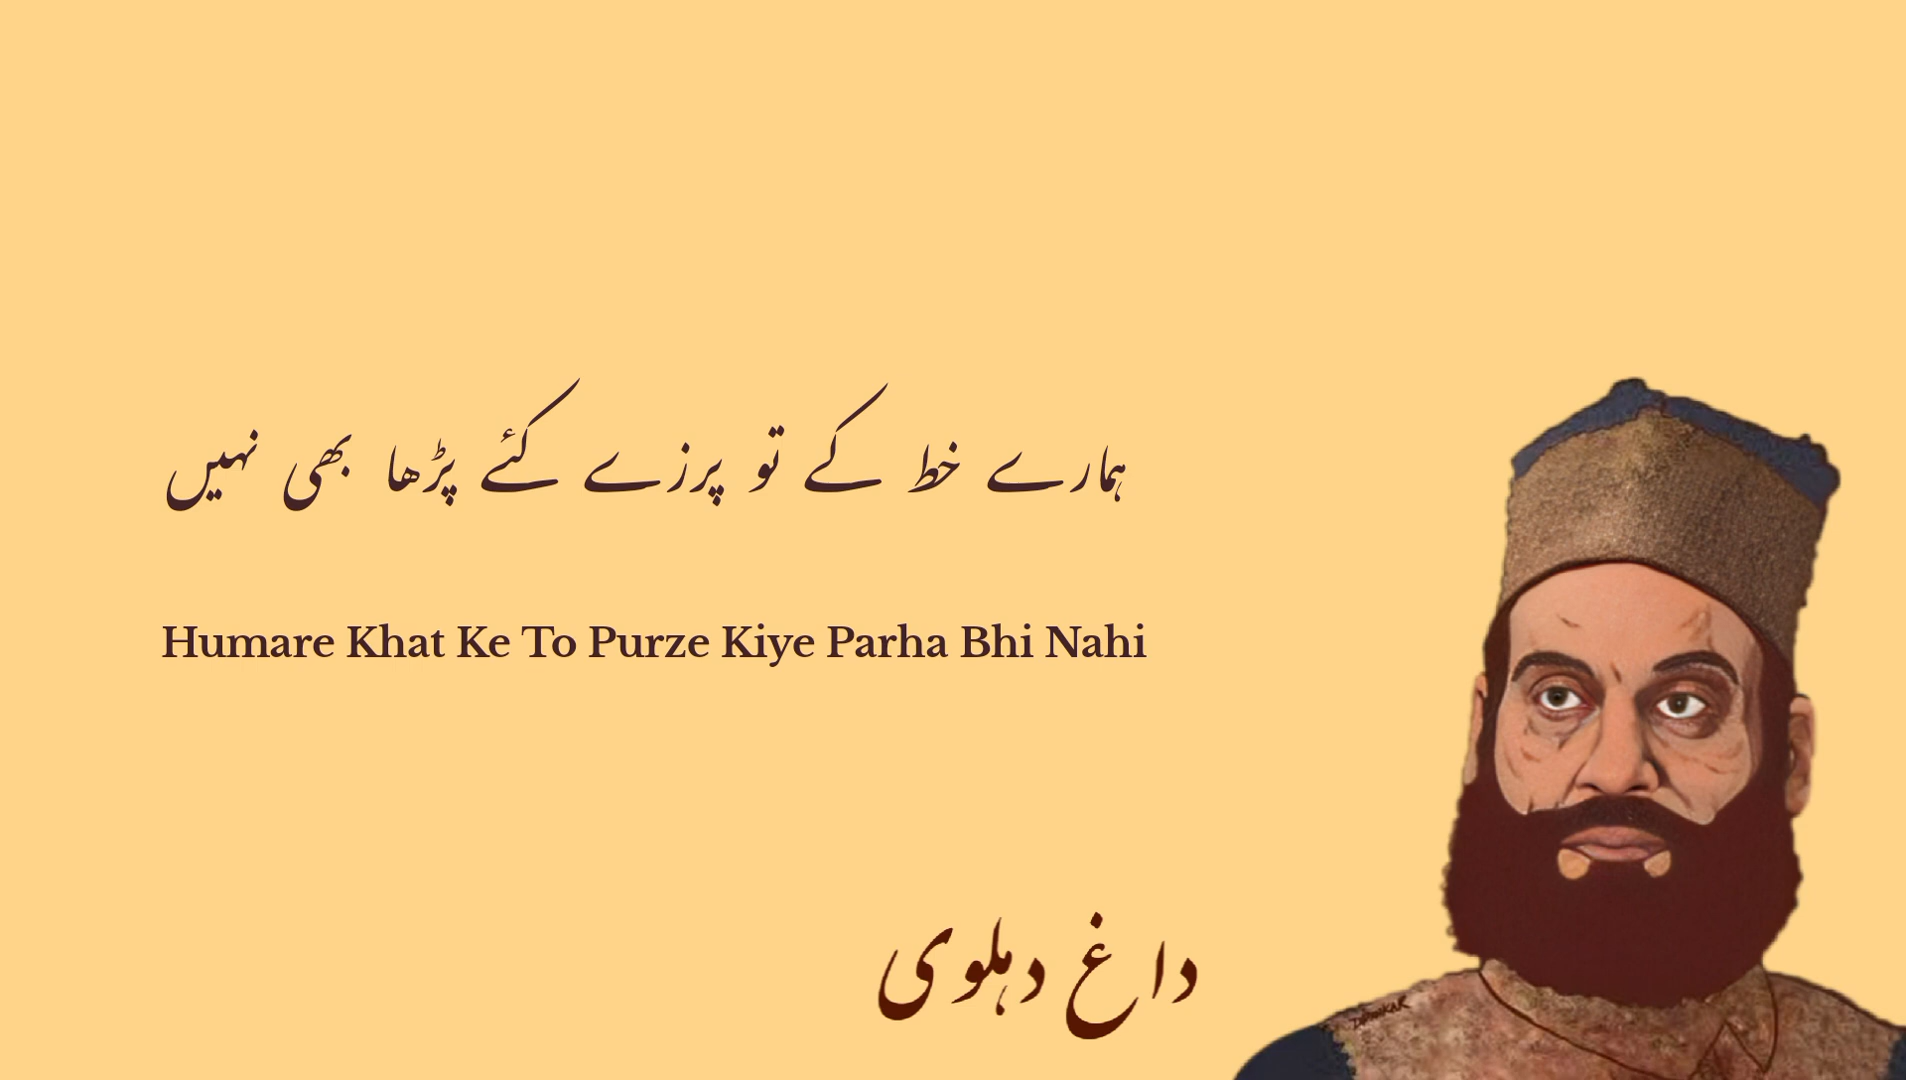 ہمارے خط کے تو پرزے کئے پڑھا بھی نہیں
Humare Khat Ke To Purze Kiye Parha Bhi Nahi
داغ دہلوی